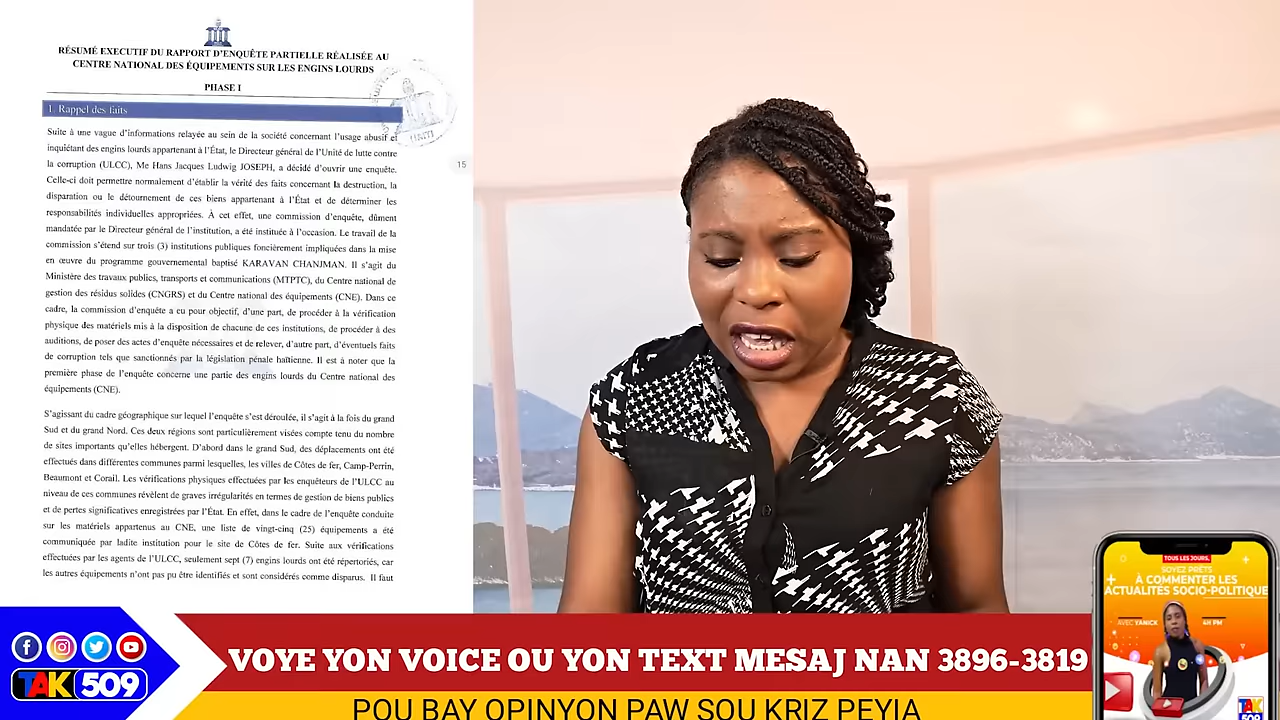 RÉSUMÉ EXECUTIF DU RAPPORT D'ENQUÊTE PARTIELLE RÉALISÉE AU
CENTRE NATIONAL DES ÉQUIPEMENTS SUR LES ENGINS LOURDS
PHASE I
1. Rappel des faits
Suite à une vague d'informations relayée au sein de la société concernant l'usage abusif et
inquiétant des engins lourds appartenant à l'État, le Directeur général de l'Unité de lutte contre
la corruption (ULCC), Me Hans Jacques Ludwig JOSEPH, a décidé d'ouvrir une enquête.
Celle-ci doit permettre normalement d'établir la vérité des faits concernant la destruction, la
disparation ou le détournement de ces biens appartenant à l'État et de déterminer les
responsabilités individuelles appropriées. À cet effet, une commission d'enquête, dûment
mandatée par le Directeur général de l'institution, a été instituée à l'occasion. Le travail de la
commission s'étend sur trois (3) institutions publiques foncièrement impliquées dans la mise
en œuvre du programme gouvernemental baptisé KARAVAN CHANJMAN. Il s'agit du
Ministère des travaux publics, transports et communications (MTPTC), du Centre national de
gestion des résidus solides (CNGRS) et du Centre national des équipements (CNE). Dans ce
cadre, la commission d'enquête a cu pour objectif, d'une part, de procéder à la vérification
physique des matériels mis à la disposition de chacune de ces institutions, de procéder à des
auditions, de poser des actes d'enquête nécessaires et de relever, d'autre part, d'éventuels faits
de corruption tels que sanctionnés par la législation pénale haïtienne. Il est à noter que la
première phase de l'enquête concerne une partie des engins lourds du Centre national des
équipements (CNE).
S'agissant du cadre géographique sur lequel l'enquête s'est déroulée, il s'agit à la fois du grand
Sud et du grand Nord. Ces deux régions sont particulièrement visées compte tenu du nombre
de sites importants qu'elles hébergent. D'abord dans le grand Sud, des déplacements ont été
effectués dans différentes communes parmi lesquelles, les villes de Côtes de fer, Camp-Perrin,
Beaumont et Corail. Les vérifications physiques effectuées par les enquêteurs de l'ULCC au
niveau de ces communes révèlent de graves irrégularités en termes de gestion de biens publics
et de pertes significatives enregistrées par l'État. En effet, dans le cadre de l'enquête conduite
sur les matériels appartenus au CNE, une liste de vingt-cinq (25) équipements a été
communiquée par ladite institution pour le site de Côtes de fer. Suite aux vérifications
effectuées par les agents de l'ULCC, seulement sept (7) engins lourds ont été répertoriés, car
les autres équipements n'ont pas pu être identifiés et sont considérés comme disparus. Il faut
15
TAK 509
VOYE YON VOICE OU YON TEXT MESAJ NAN 3896-3819
POU BAY OPINYON PAW SOU KRIZ PEYIA
TOUS LES JOURS,
SOYEZ PRÊTS
À COMMENTER LES
ACTUALITÉS SOCIO-POLITIQUE
AVEC YANICK
4H PM
TAK
509